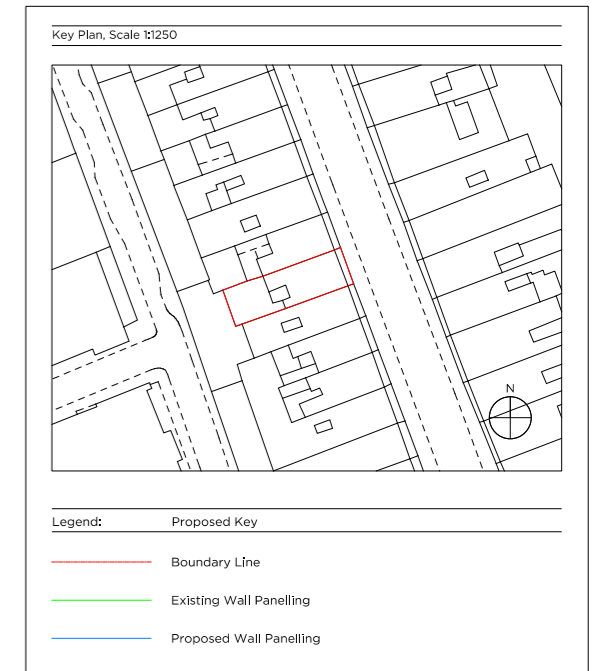 Key Plan, Scale 1:1250
N
Legend: Proposed Key
Boundary Line
Existing Wall Panelling
Proposed Wall Panelling